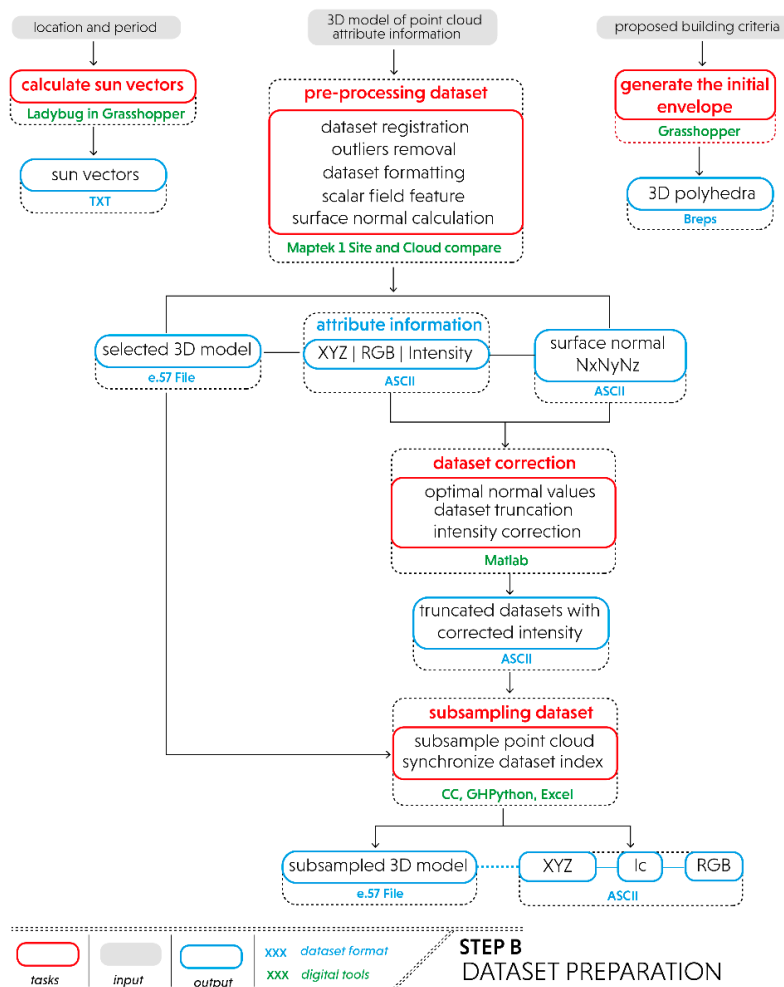 location and period
calculate sun vectors
Ladybug in Grasshopper
sun vectors
TXT
3D model of point cloud
attribute information
pre-processing dataset
dataset registration
outliers removal
dataset formatting
scalar field feature
surface normal calculation
Maptek 1 Site and Cloud compare
proposed building criteria
generate the initial
envelope
Grasshopper
3D polyhedra
Breps
selected 3D model
e.57 File
attribute information
XYZ | RGB | Intensity
ASCII
surface normal
NxNyNz
ASCII
dataset correction
optimal normal values
dataset truncation
intensity correction
Matlab
truncated datasets with
corrected intensity
ASCII
subsampling dataset
subsample point cloud
synchronize dataset index
CC, GHPython, Excel
subsampled 3D model
e.57 File
XYZ
Ic
RGB
ASCII
tasks
input
output
XXX dataset format
XXX digital tools
STEP B
DATASET PREPARATION